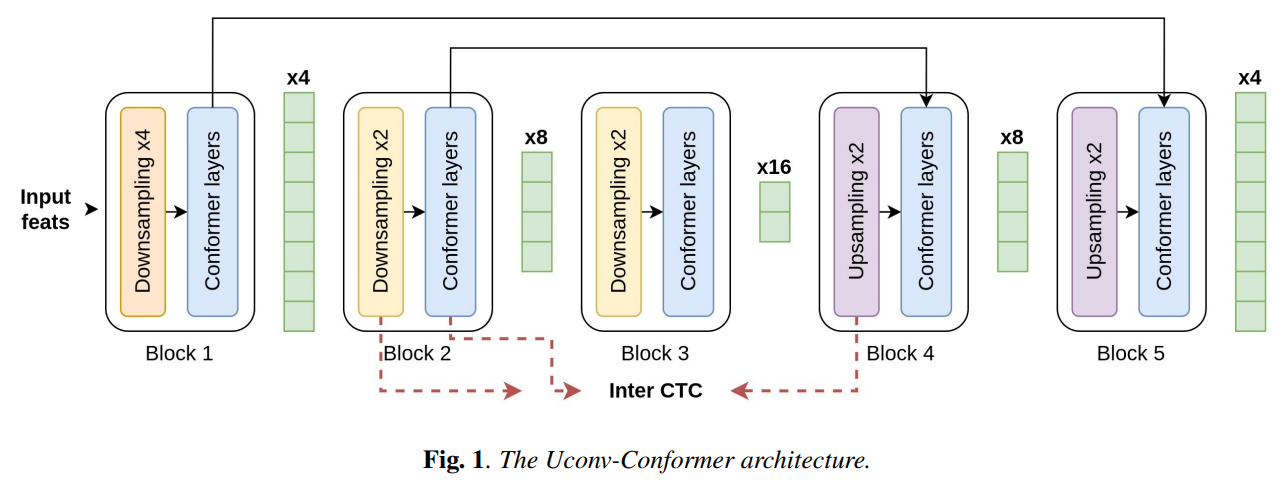 x4
x4
x8
x8
x16
Input
feats
Downsampling x4
Conformer layers
Downsampling x2
Conformer layers
Downsampling x2
Conformer layers
Upsampling x2
Conformer layers
Upsampling x2
Conformer layers
Block 1
Block 2
Block 3
Block 4
Block 5
Inter CTC
Fig. 1. The Uconv-Conformer architecture.